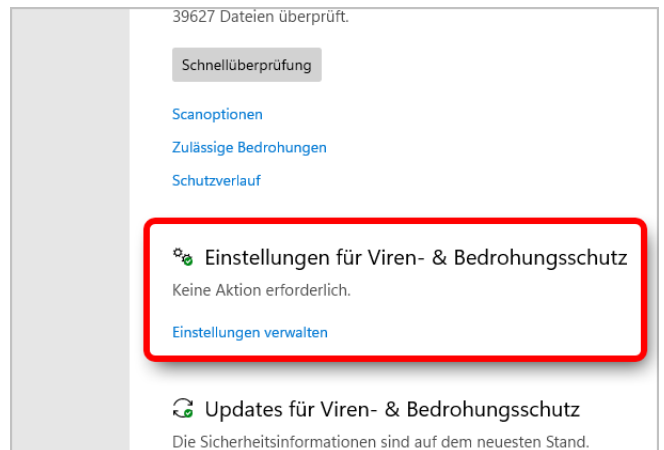 39627 Dateien überprüft.
Schnellüberprüfung
Scanoptionen
Zulässige Bedrohungen
Schutzverlauf
Einstellungen für Viren- & Bedrohungsschutz
Keine Aktion erforderlich.
Einstellungen verwalten
Updates für Viren- & Bedrohungsschutz
Die Sicherheitsinformationen sind auf dem neuesten Stand.